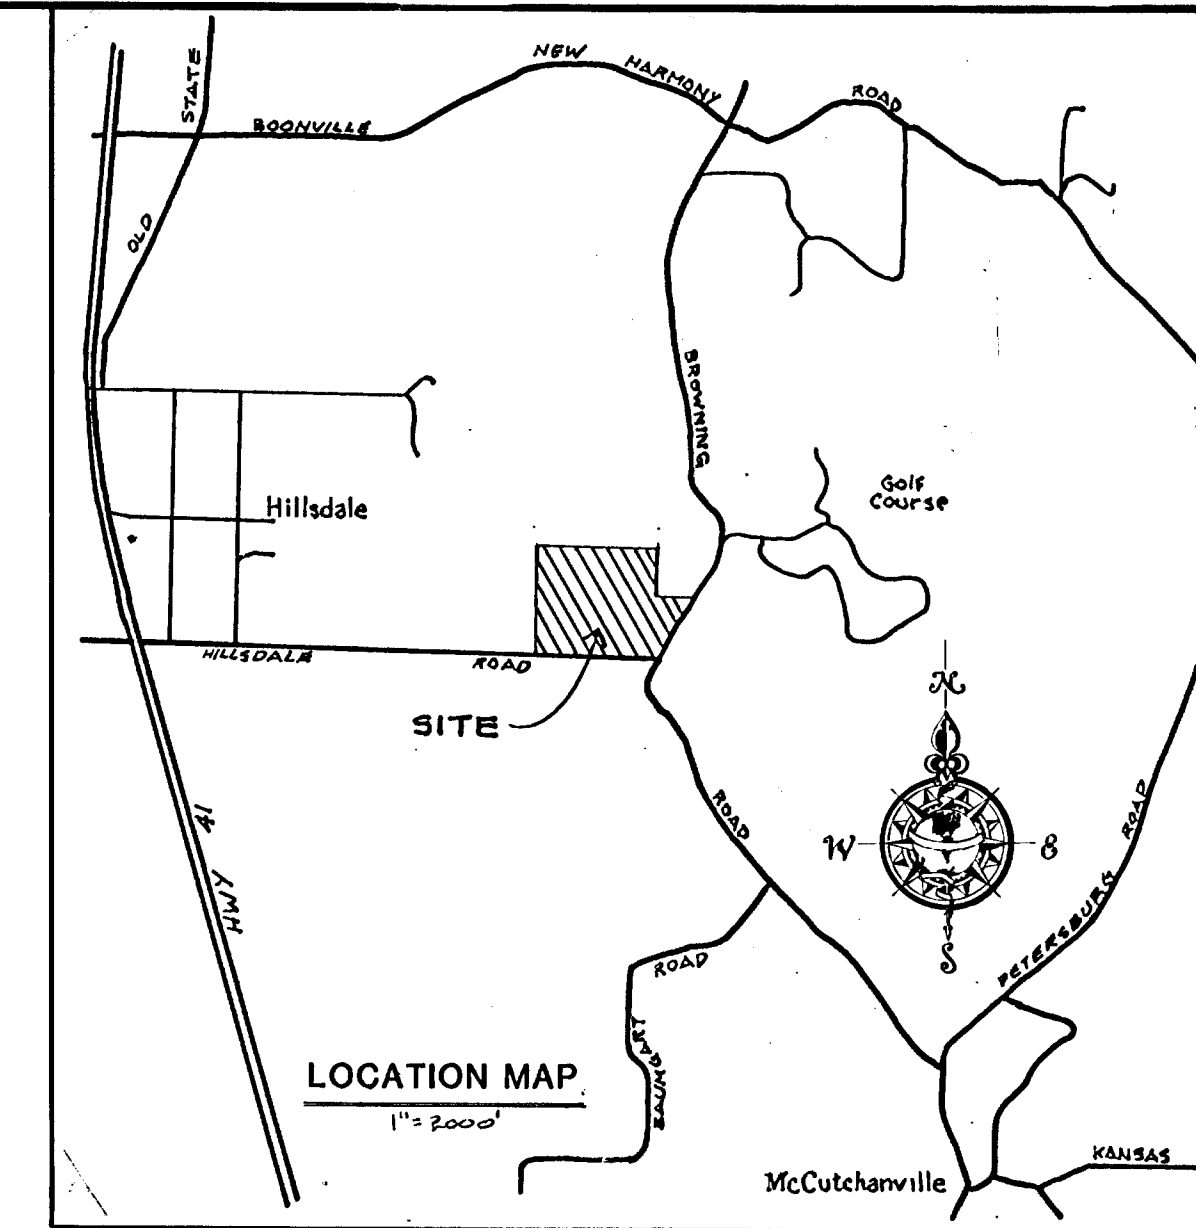 NEW HARMONY ROAD
STATE
BOONVILLE
OLD
BROWNING
Golf
Course
Hillsdale
HILLSDALE ROAD
SITE
N
W
E
S
ROAD
41
HWY
PETERSBURG ROAD
ROAD
BAUMGART
LOCATION MAP
1"=2000'
KANSAS
McCutchanville